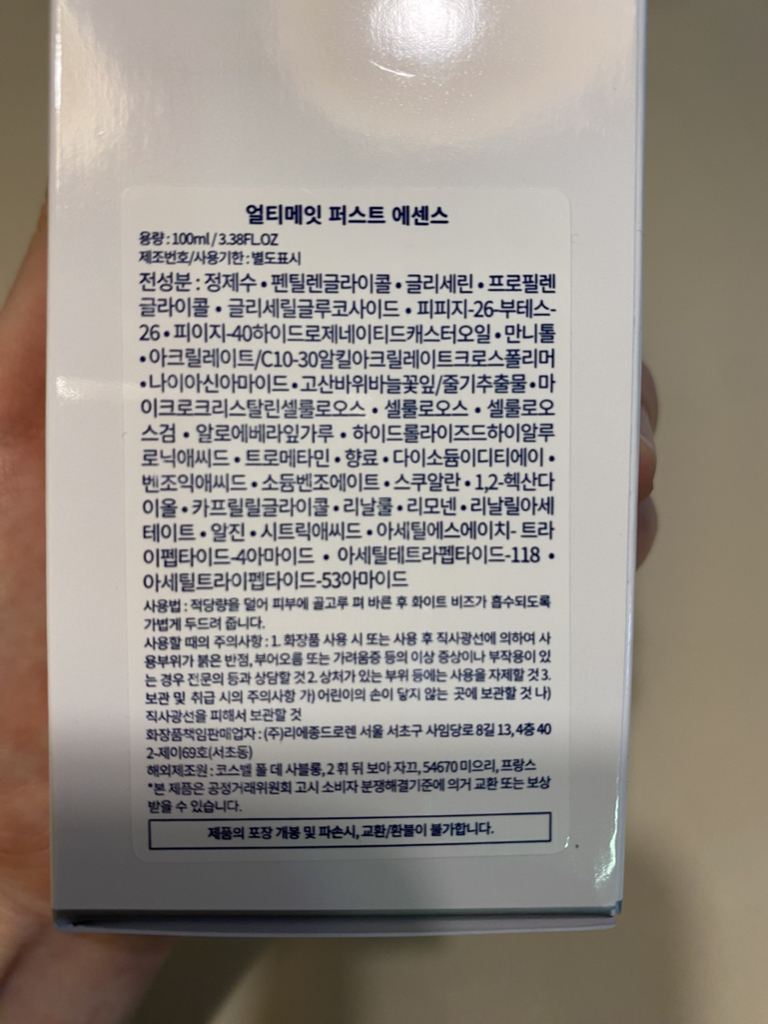 얼티메잇 퍼스트 에센스
용량 : 100ml / 3.38FL.OZ
제조번호/사용기한 : 별도표시
전성분 : 정제수 • 펜틸렌글라이콜 • 글리세린 • 프로필렌
글라이콜 • 글리세릴글루코사이드 • 피피지-26-부테스-
26 • 피이지-40하이드로제네이티드캐스터오일 • 만니톨
• 아크릴레이트/C10-30알킬아크릴레이트크로스폴리머
• 나이아신아마이드 • 고산바위바늘꽃잎/줄기추출물 • 마
이크로크리스탈린셀룰로오스 • 셀룰로오스 • 셀룰로오
스검 • 알로에베라잎가루 • 하이드롤라이즈드하이알루
로닉애씨드 • 트로메타민 • 향료 • 다이소듐이디티에이 •
벤조익애씨드 • 소듐벤조에이트 • 스쿠알란 • 1,2-헥산다
이올 • 카프릴릴글라이콜 • 리날룰 • 리모넨 • 리날릴아세
테이트 • 알진 • 시트릭애씨드 • 아세틸에스에이치- 트라
이펩타이드-4아마이드 • 아세틸테트라펩타이드-118 •
아세틸트라이펩타이드-53아마이드
사용법 : 적당량을 덜어 피부에 골고루 펴 바른 후 화이트 비즈가 흡수되도록
가볍게 두드려 줍니다.
사용할 때의 주의사항 : 1. 화장품 사용 시 또는 사용 후 직사광선에 의하여 사
용부위가 붉은 반점, 부어오름 또는 가려움증 등의 이상 증상이나 부작용이 있
는 경우 전문의 등과 상담할 것 2. 상처가 있는 부위 등에는 사용을 자제할 것 3.
보관 및 취급 시의 주의사항 가) 어린이의 손이 닿지 않는 곳에 보관할 것 나)
직사광선을 피해서 보관할 것
화장품책임판매업자 : (주)리에종드로렌 서울 서초구 사임당로 8길 13, 4층 40
2-제이69호(서초동)
해외제조원 : 코스벨 폴 데 사블롱, 2 휘 뒤 보아 자끄, 54670 미으리, 프랑스
*본 제품은 공정거래위원회 고시 소비자 분쟁해결기준에 의거 교환 또는 보상
받을 수 있습니다.
제품의 포장 개봉 및 파손시, 교환/환불이 불가합니다.